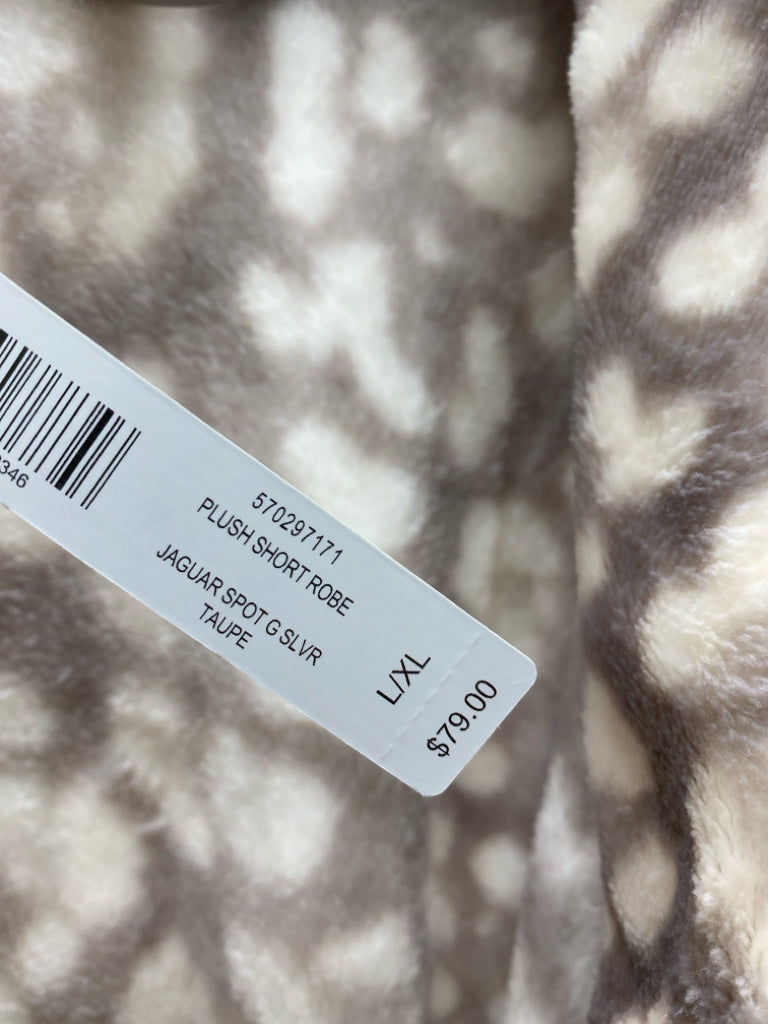 346
570297171
PLUSH SHORT ROBE
JAGUAR SPOT G SLVR
TAUPE
L/XL
$79.00